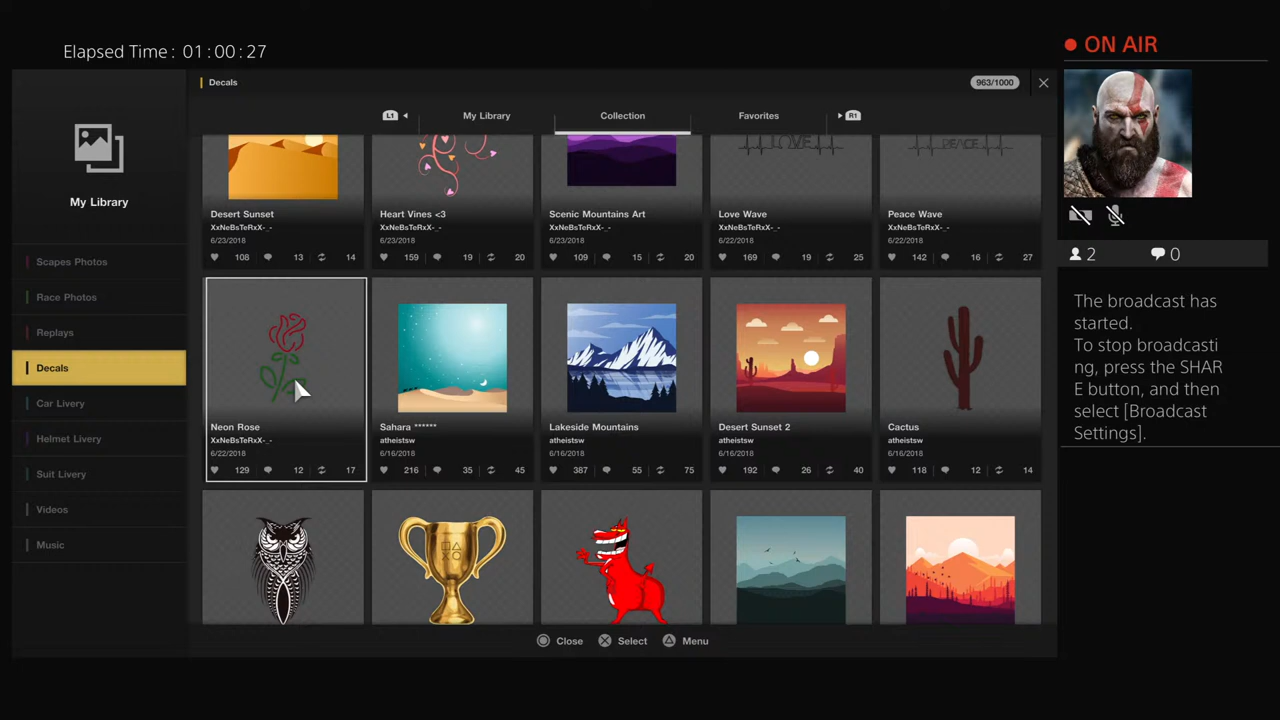 Elapsed Time : 01:00:27
ON AIR
Decals
963/1000
L1
My Library
Collection
Favorites
R1
My Library
Scapes Photos
Race Photos
Replays
Decals
Car Livery
Helmet Livery
Suit Livery
Videos
Music
LOVE
PEACE
Desert Sunset
XxNeBsTeRxX-_-
6/23/2018
108 13 14
Heart Vines <3
XxNeBsTeRxX-_-
6/23/2018
159 19 20
Scenic Mountains Art
XxNeBsTeRxX-_-
6/23/2018
109 15 20
Love Wave
XxNeBsTeRxX-_-
6/22/2018
169 19 25
Peace Wave
XxNeBsTeRxX-_-
6/22/2018
142 16 27
Neon Rose
XxNeBsTeRxX-_-
6/22/2018
129 12 17
Sahara ******
atheistsw
6/16/2018
216 35 45
Lakeside Mountains
atheistsw
6/16/2018
387 55 75
Desert Sunset 2
atheistsw
6/16/2018
192 26 40
Cactus
atheistsw
6/16/2018
118 12 14
Close
Select
Menu
2
0
The broadcast has
started.
To stop broadcasti
ng, press the SHAR
E button, and then
select [Broadcast
Settings].